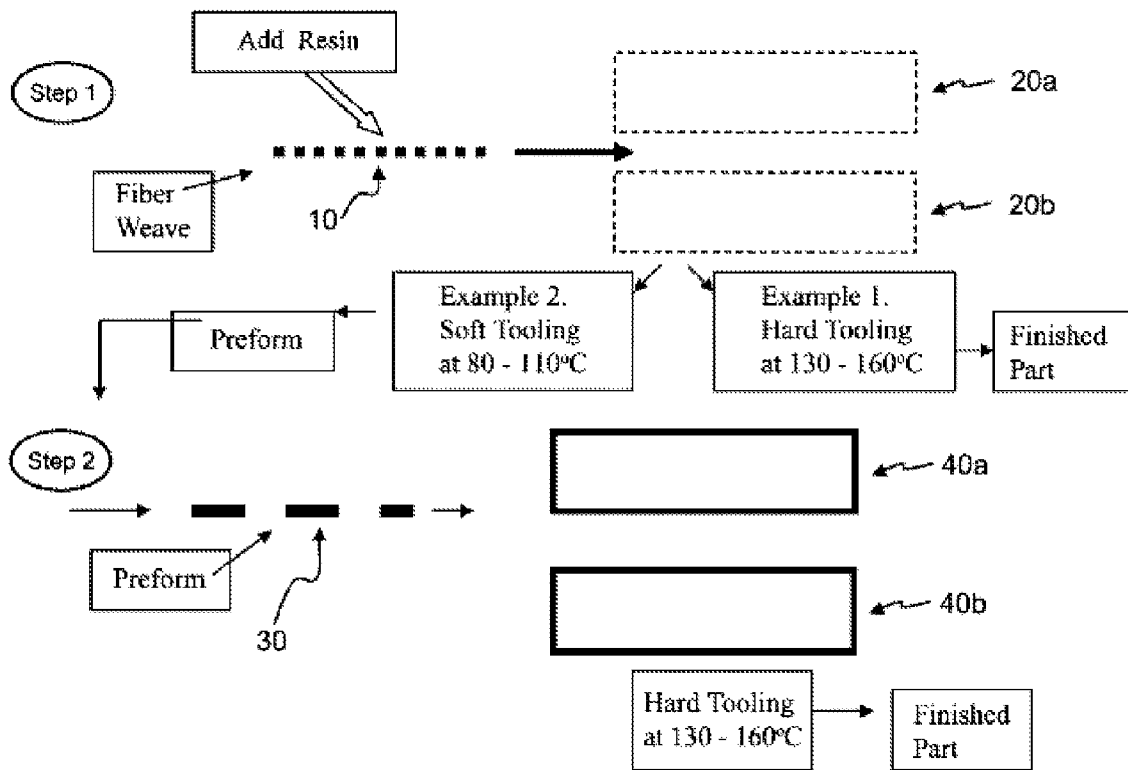 Add Resin
Step 1
20a
Fiber
Weave
10
20b
Preform
Example 2.
Soft Tooling
at 80 - 110°C
Example 1.
Hard Tooling
at 130 - 160°C
Finished
Part
Step 2
40a
Preform
30
40b
Hard Tooling
at 130 - 160°C
Finished
Part